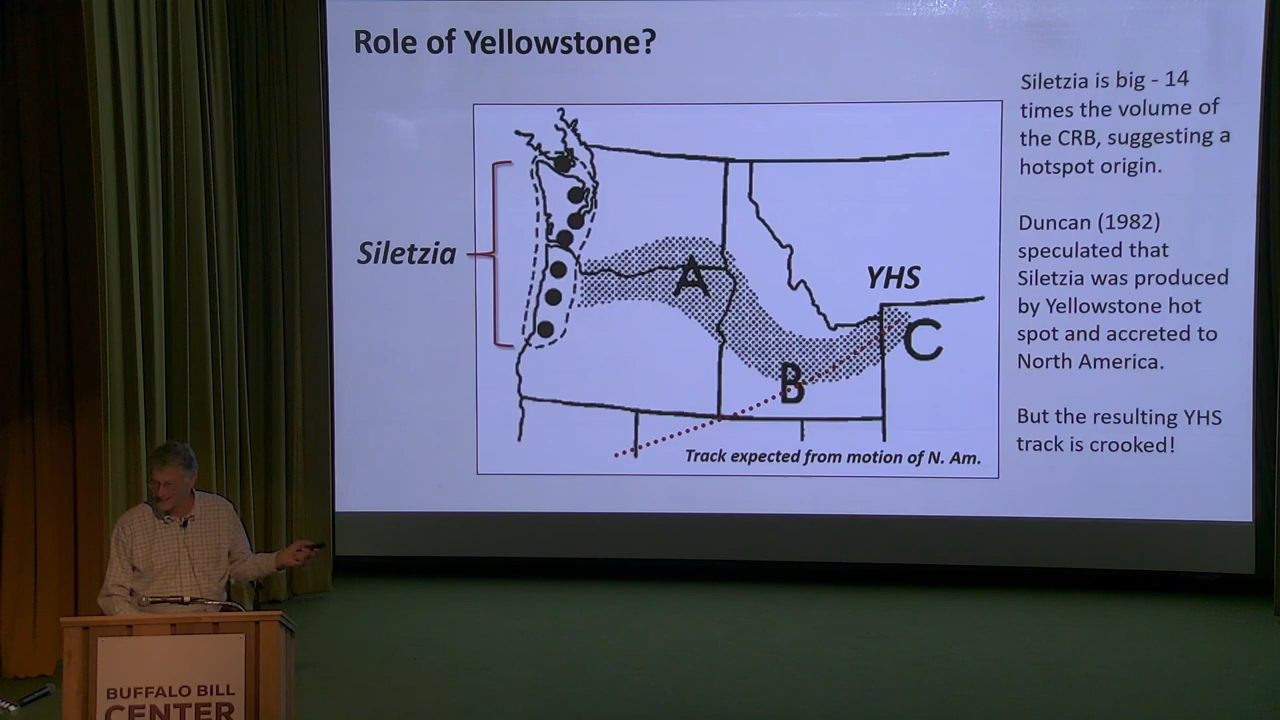 Role of Yellowstone?
Siletzia is big - 14
times the volume of
the CRB, suggesting a
hotspot origin.
Duncan (1982)
speculated that
Siletzia was produced
by Yellowstone hot
spot and accreted to
North America.
But the resulting YHS
track is crooked!
Siletzia
A
YHS
C
B
Track expected from motion of N. Am.
BUFFALO BILL
CENTER